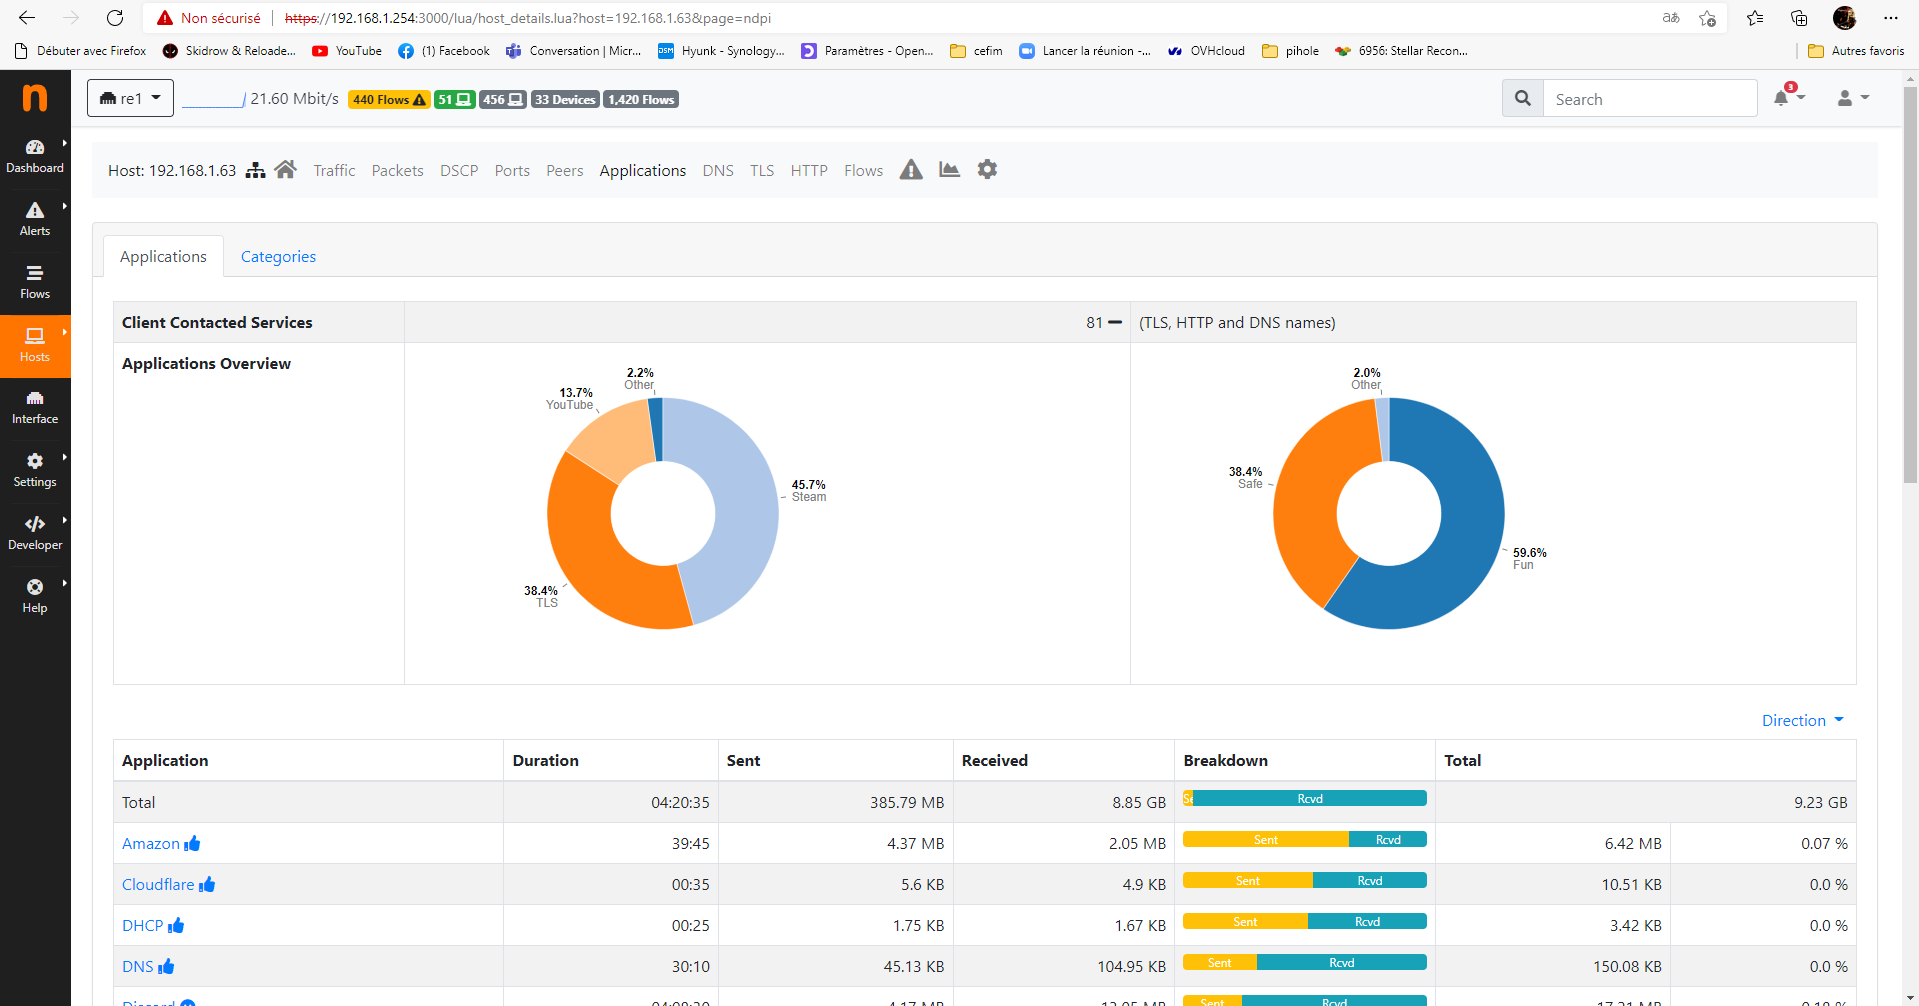 Non sécurisé | https://192.168.1.254:3000/lua/host_details.lua?host=192.168.1.63&page=ndpi
Débuter avec Firefox Skidrow & Reloade... YouTube (1) Facebook Conversation | Micr... DSM Hyunk - Synology... Paramètres - Open... cefim Lancer la réunion -... OVHcloud pihole 6956: Stellar Recon... Autres favoris
n re1 21.60 Mbit/s 440 Flows 51 456 33 Devices 1,420 Flows Search 3
Dashboard
Alerts
Flows
Hosts
Interface
Settings
Developer
Help
Host: 192.168.1.63 Traffic Packets DSCP Ports Peers Applications DNS TLS HTTP Flows
Applications Categories
Client Contacted Services 81 (TLS, HTTP and DNS names)
Applications Overview
2.2%
Other
13.7%
YouTube
45.7%
Steam
38.4%
TLS
2.0%
Other
38.4%
Safe
59.6%
Fun
Direction
Application Duration Sent Received Breakdown Total
Total 04:20:35 385.79 MB 8.85 GB Se Rcvd 9.23 GB
Amazon 39:45 4.37 MB 2.05 MB Sent Rcvd 6.42 MB 0.07 %
Cloudflare 00:35 5.6 KB 4.9 KB Sent Rcvd 10.51 KB 0.0 %
DHCP 00:25 1.75 KB 1.67 KB Sent Rcvd 3.42 KB 0.0 %
DNS 30:10 45.13 KB 104.95 KB Sent Rcvd 150.08 KB 0.0 %
Discord 04:08:30 4.17 MB Sent Rcvd